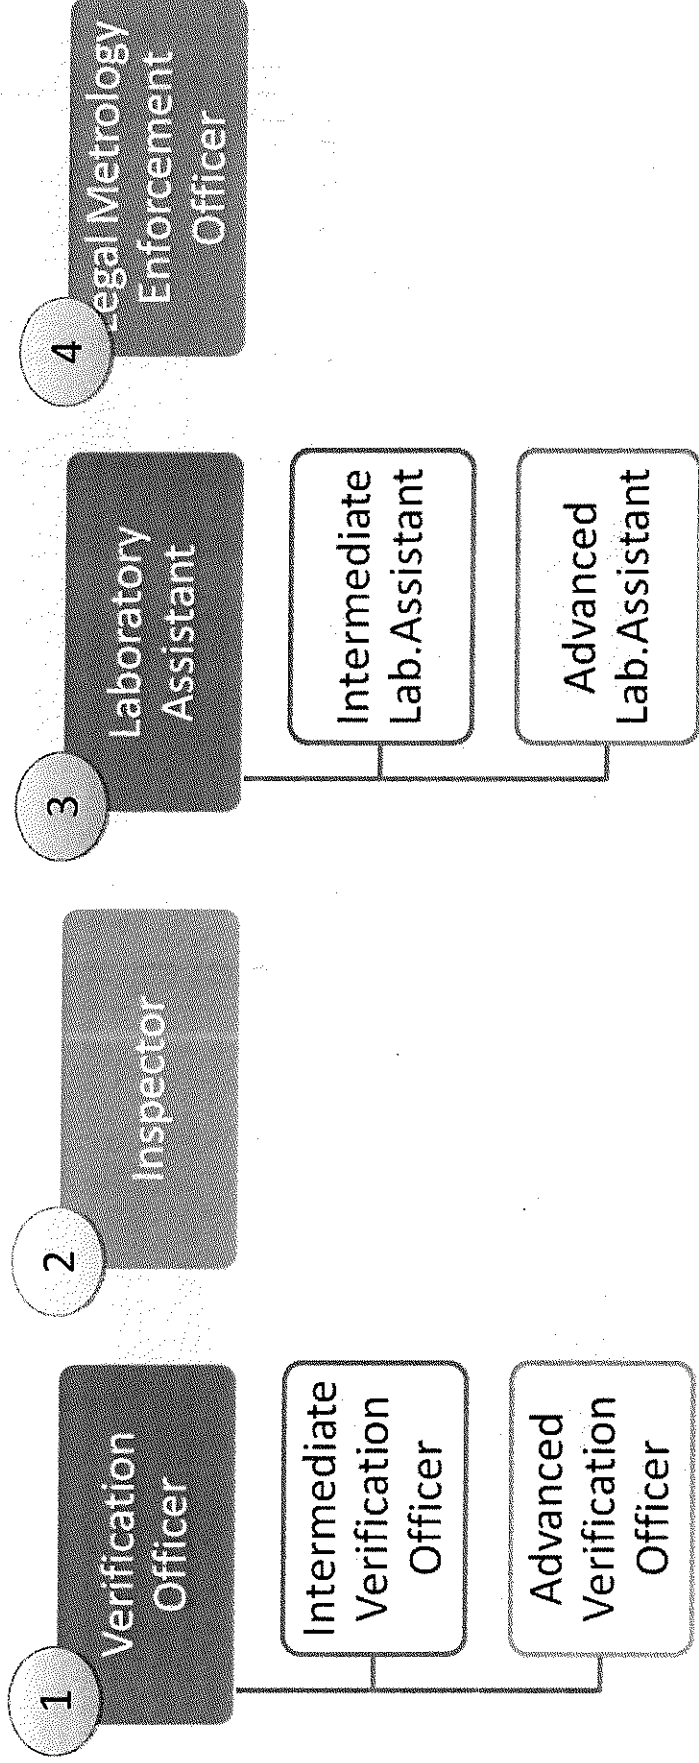 1
Verification
Officer
Intermediate
Verification
Officer
Advanced
Verification
Officer
2
Inspector
3
Laboratory
Assistant
Intermediate
Lab.Assistant
Advanced
Lab.Assistant
4
Legal Metrology
Enforcement
Officer